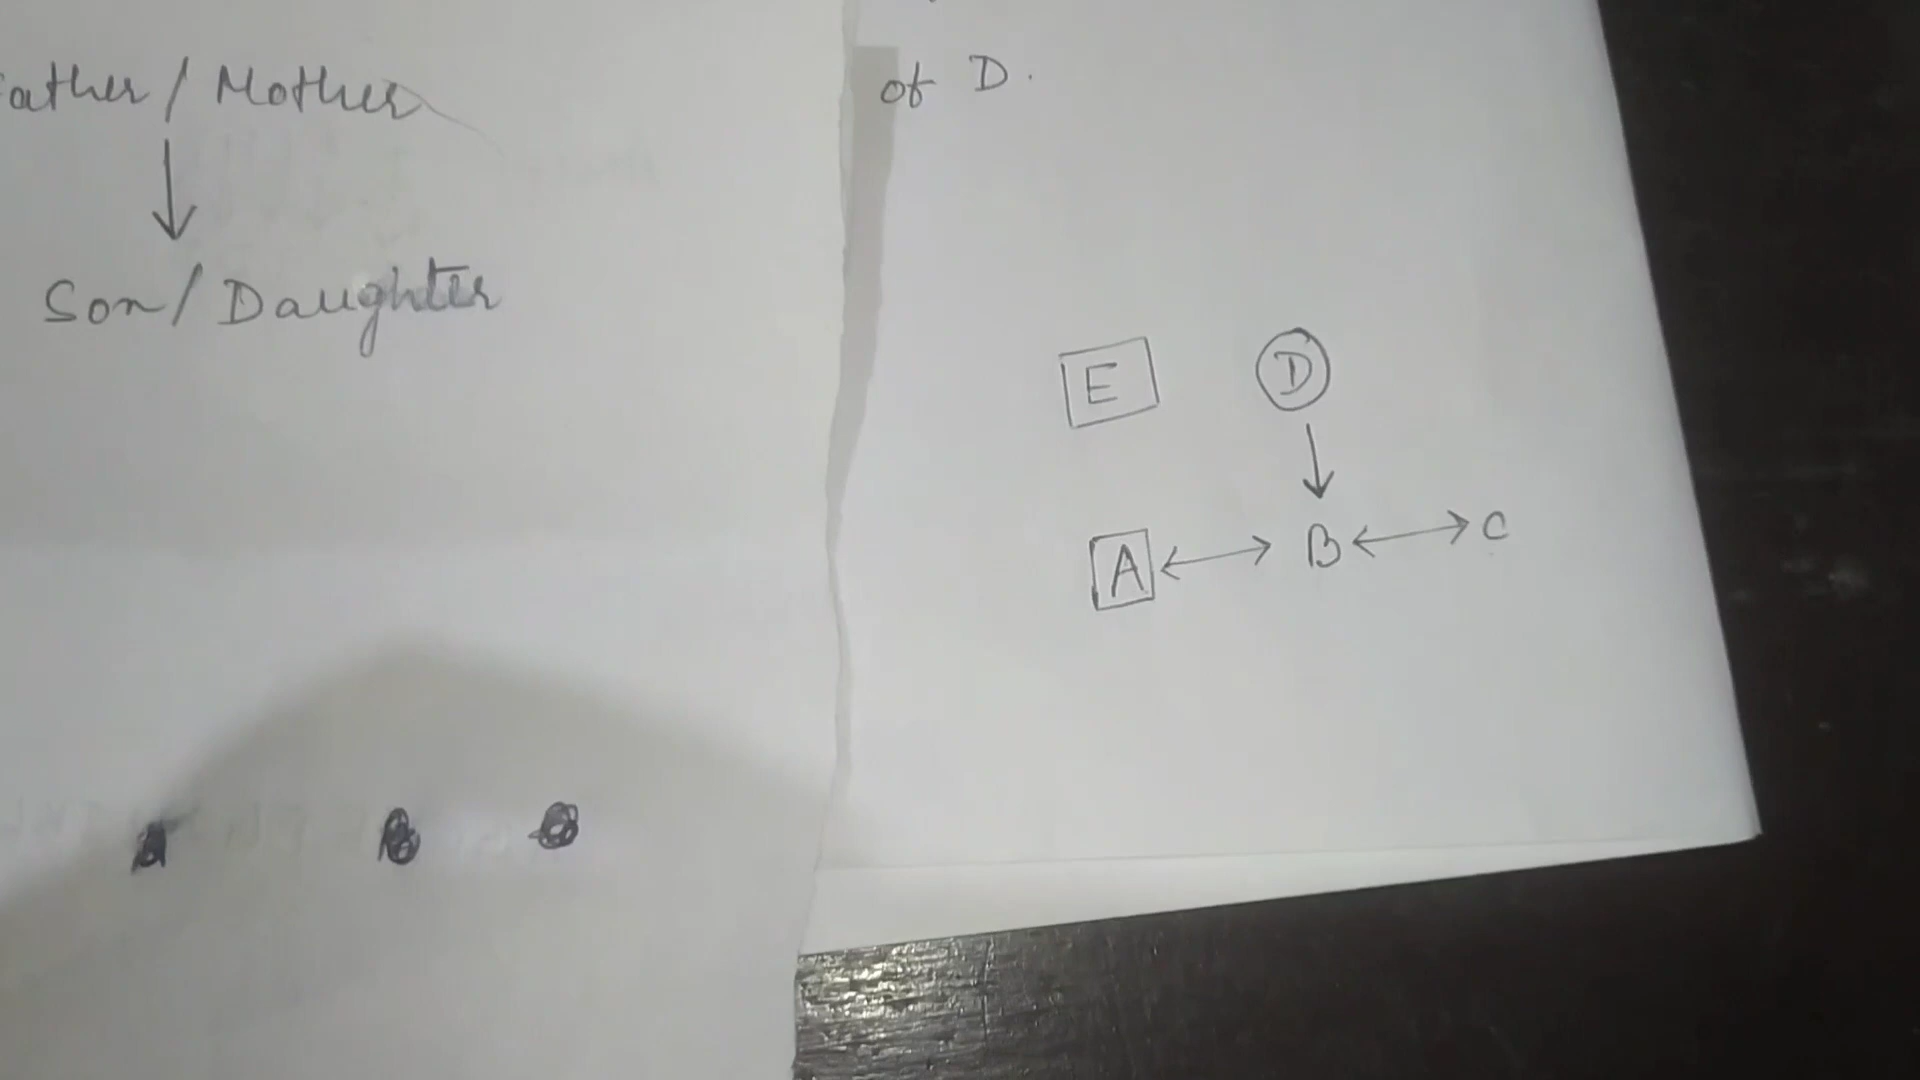 ather / Mother
Son / Daughter
of D.
E D
A B C